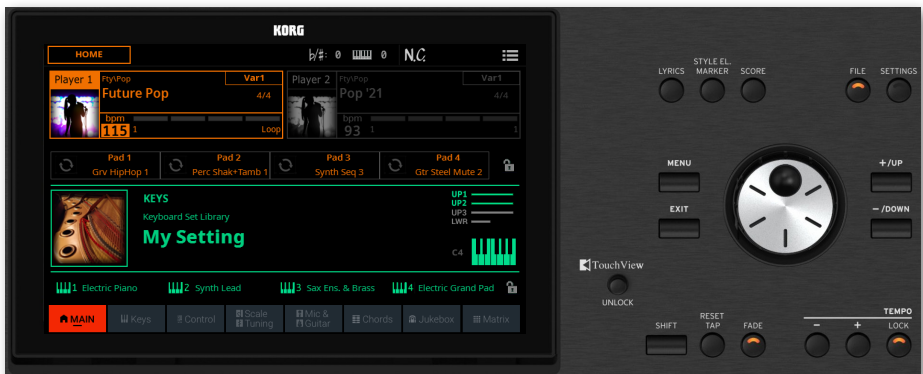 KORG
HOME
♭/♯: 0 0 N.C.
Player 1 Fty\Pop Var1
Future Pop 4/4
bpm
115 1 Loop
Player 2 Fty\Pop Var1
Pop '21 4/4
bpm
93 1 1
Pad 1
Grv HipHop 1
Pad 2
Perc Shak+Tamb 1
Pad 3
Synth Seq 3
Pad 4
Gtr Steel Mute 2
KEYS
Keyboard Set Library
My Setting
UP1
UP2
UP3
LWR
C4
1 Electric Piano
2 Synth Lead
3 Sax Ens. & Brass
4 Electric Grand Pad
MAIN
Keys
Control
Scale
Tuning
Mic &
Guitar
Chords
Jukebox
Matrix
LYRICS
STYLE EL.
MARKER
SCORE
FILE
SETTINGS
MENU
+/UP
EXIT
-/DOWN
TouchView
UNLOCK
SHIFT
RESET
TAP
FADE
TEMPO
-
+
LOCK